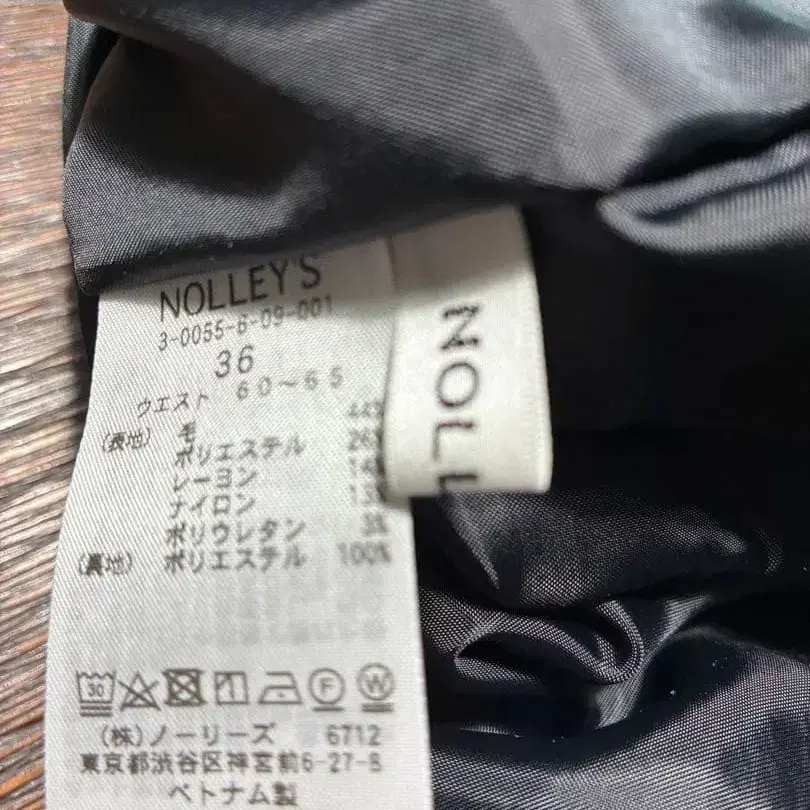 NOLLEY'S
3-0055-6-09-001
36
ウエスト 60～65
(表地) 毛
ポリエステル
レーヨン
ナイロン
ポリウレタン 3%
(裏地) ポリエステル 100%
30
F W
(株)ノーリーズ 6712
東京都渋谷区神宮前6-27-8
ベトナム製
NOLL